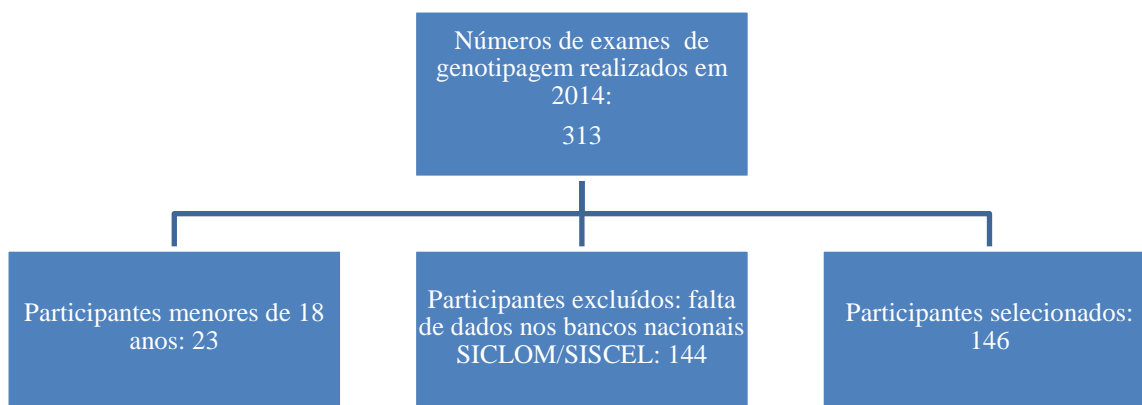 Números de exames de
genotipagem realizados em
2014:
313
Participantes menores de 18
anos: 23
Participantes excluídos: falta
de dados nos bancos nacionais
SICLOM/SISCEL: 144
Participantes selecionados:
146